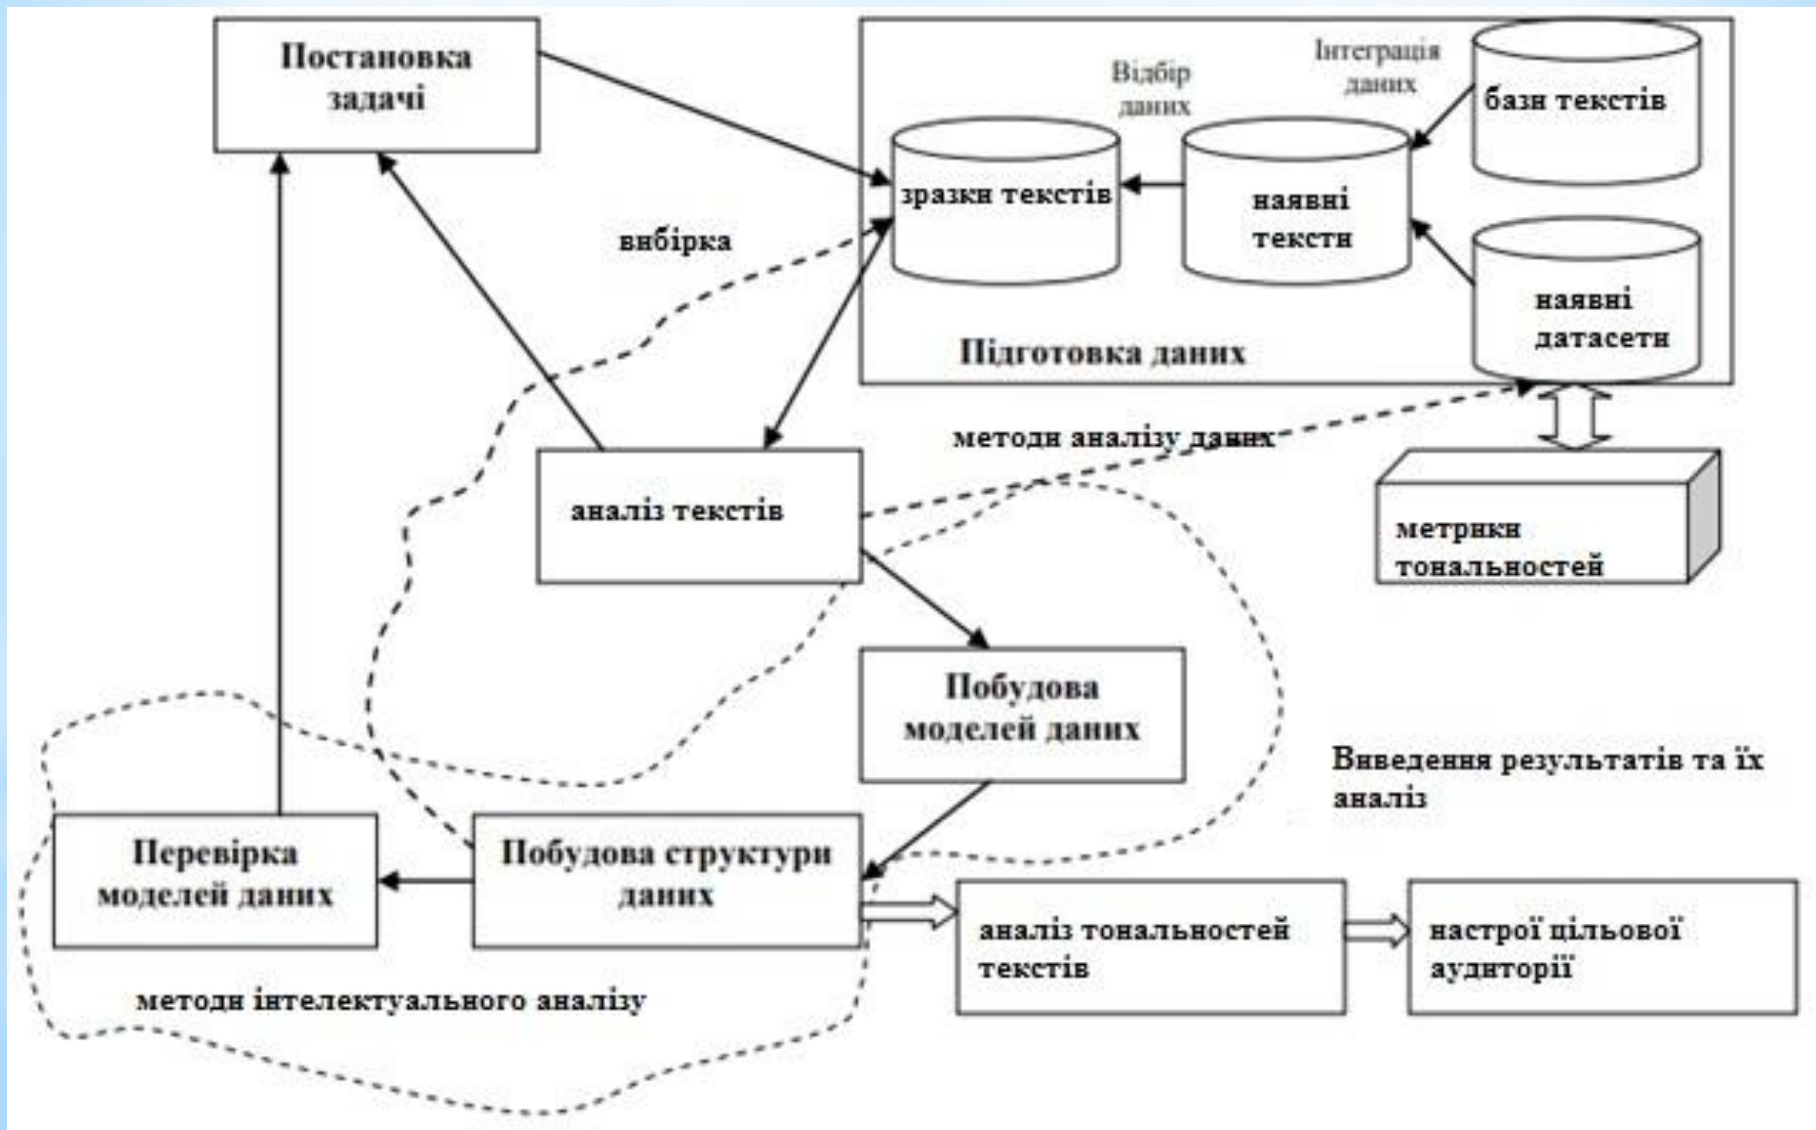 Постановка
задачі
Відбір
даних
Інтеграція
даних
бази текстів
зразки текстів
наявні
тексти
наявні
датасети
Підготовка даних
вибірка
методи аналізу даних
аналіз текстів
метрики
тональностей
Побудова
моделей даних
Виведення результатів та їх
аналіз
Перевірка
моделей даних
Побудова структури
даних
аналіз тональностей
текстів
настрої цільової
аудиторії
методи інтелектуального аналізу